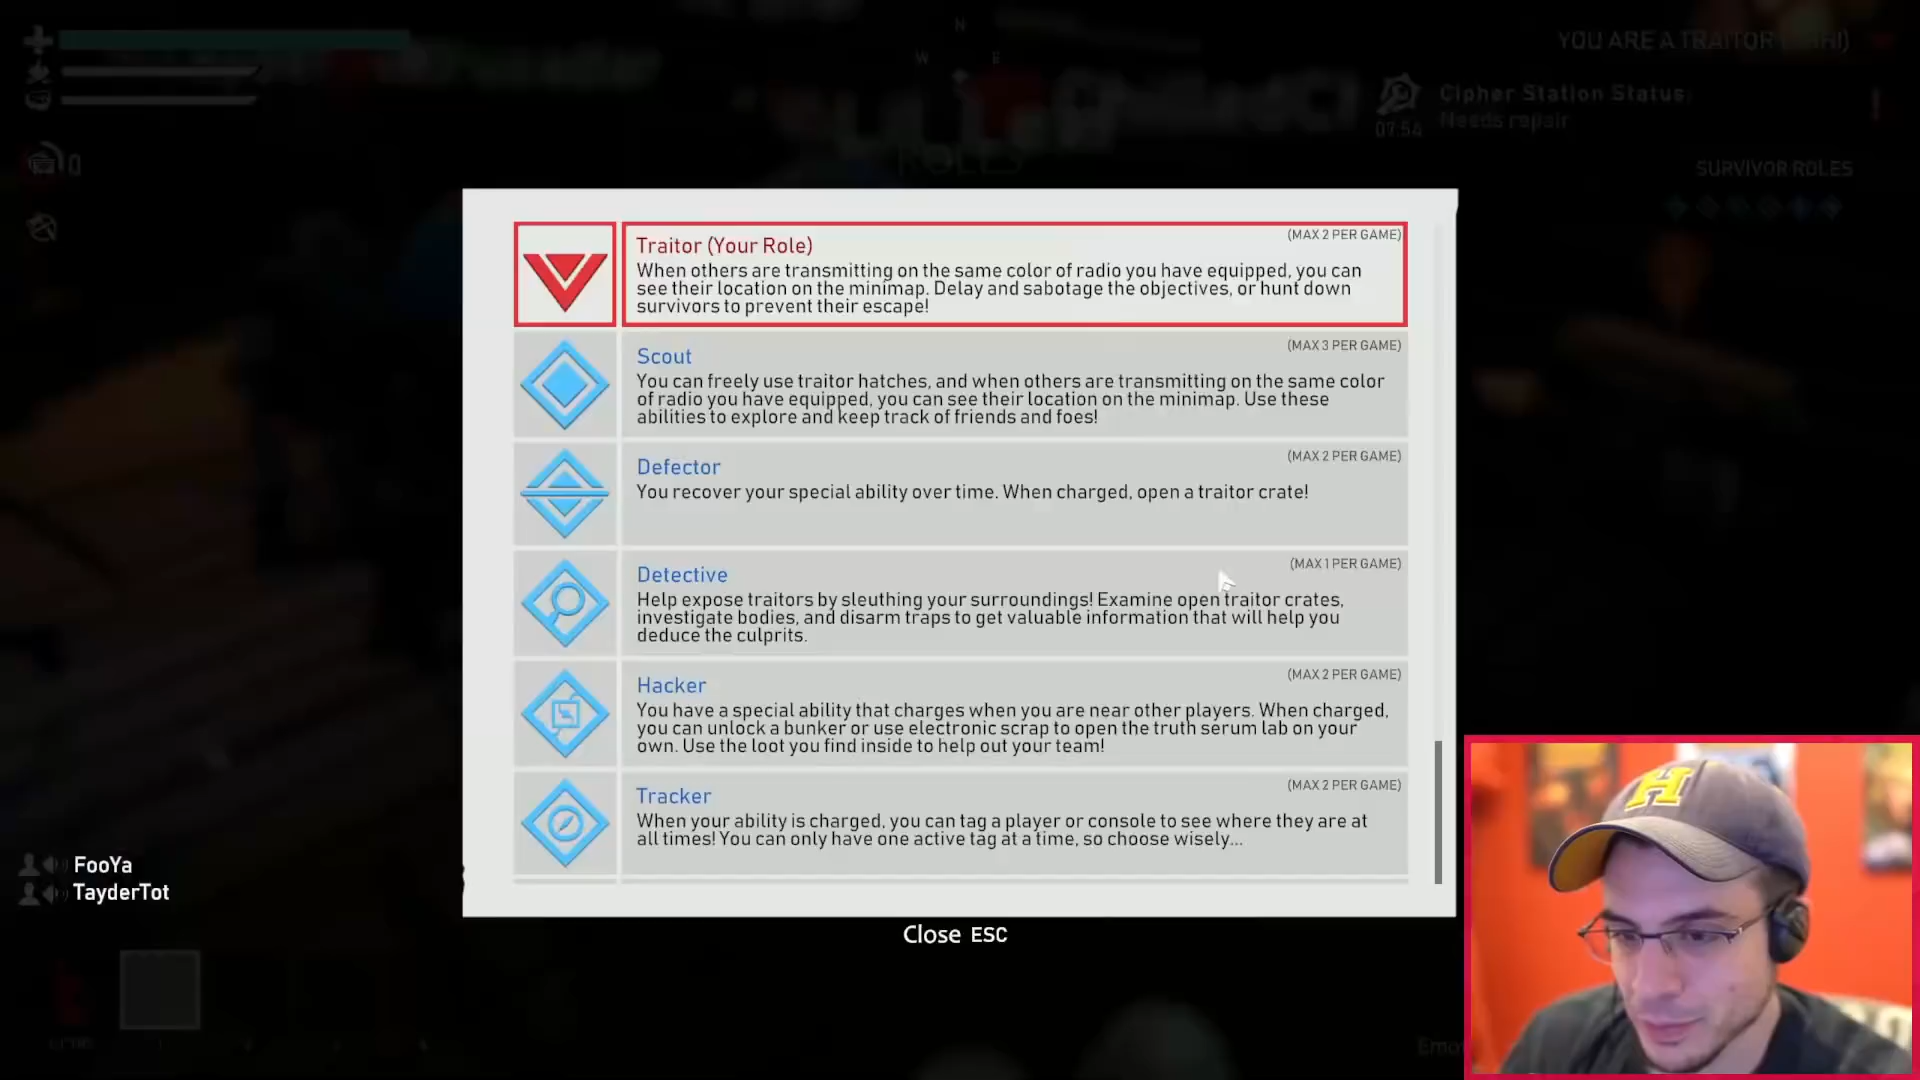 N
W E
YOU ARE A TRAITOR
Cipher Station Status:
Needs repair
07:54
0
ROLES
SURVIVOR ROLES
Traitor (Your Role)
(MAX 2 PER GAME)
When others are transmitting on the same color of radio you have equipped, you can
see their location on the minimap. Delay and sabotage the objectives, or hunt down
survivors to prevent their escape!
Scout
(MAX 3 PER GAME)
You can freely use traitor hatches, and when others are transmitting on the same color
of radio you have equipped, you can see their location on the minimap. Use these
abilities to explore and keep track of friends and foes!
Defector
(MAX 2 PER GAME)
You recover your special ability over time. When charged, open a traitor crate!
Detective
(MAX 1 PER GAME)
Help expose traitors by sleuthing your surroundings! Examine open traitor crates,
investigate bodies, and disarm traps to get valuable information that will help you
deduce the culprits.
Hacker
(MAX 2 PER GAME)
You have a special ability that charges when you are near other players. When charged,
you can unlock a bunker or use electronic scrap to open the truth serum lab on your
own. Use the loot you find inside to help out your team!
Tracker
(MAX 2 PER GAME)
When your ability is charged, you can tag a player or console to see where they are at
all times! You can only have one active tag at a time, so choose wisely...
FooYa
TayderTot
Close ESC
H